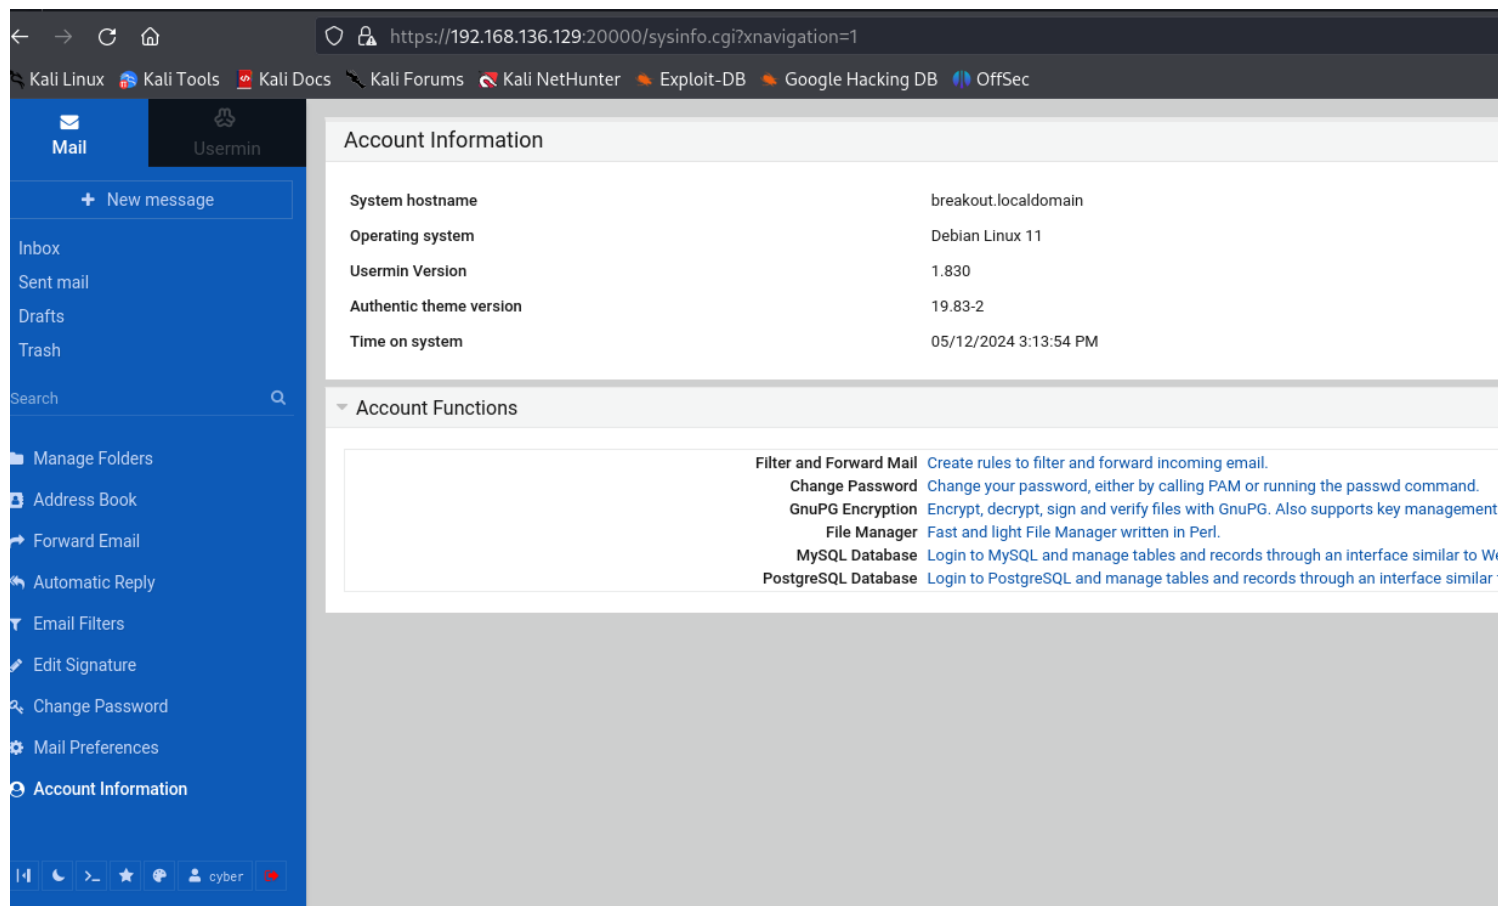 https://192.168.136.129:20000/sysinfo.cgi?xnavigation=1
Kali Linux Kali Tools Kali Docs Kali Forums Kali NetHunter Exploit-DB Google Hacking DB OffSec
Mail
Usermin
+ New message
Inbox
Sent mail
Drafts
Trash
Search
Manage Folders
Address Book
Forward Email
Automatic Reply
Email Filters
Edit Signature
Change Password
Mail Preferences
Account Information
cyber
Account Information
System hostname breakout.localdomain
Operating system Debian Linux 11
Usermin Version 1.830
Authentic theme version 19.83-2
Time on system 05/12/2024 3:13:54 PM
Account Functions
Filter and Forward Mail Create rules to filter and forward incoming email.
Change Password Change your password, either by calling PAM or running the passwd command.
GnuPG Encryption Encrypt, decrypt, sign and verify files with GnuPG. Also supports key management
File Manager Fast and light File Manager written in Perl.
MySQL Database Login to MySQL and manage tables and records through an interface similar to We
PostgreSQL Database Login to PostgreSQL and manage tables and records through an interface similar